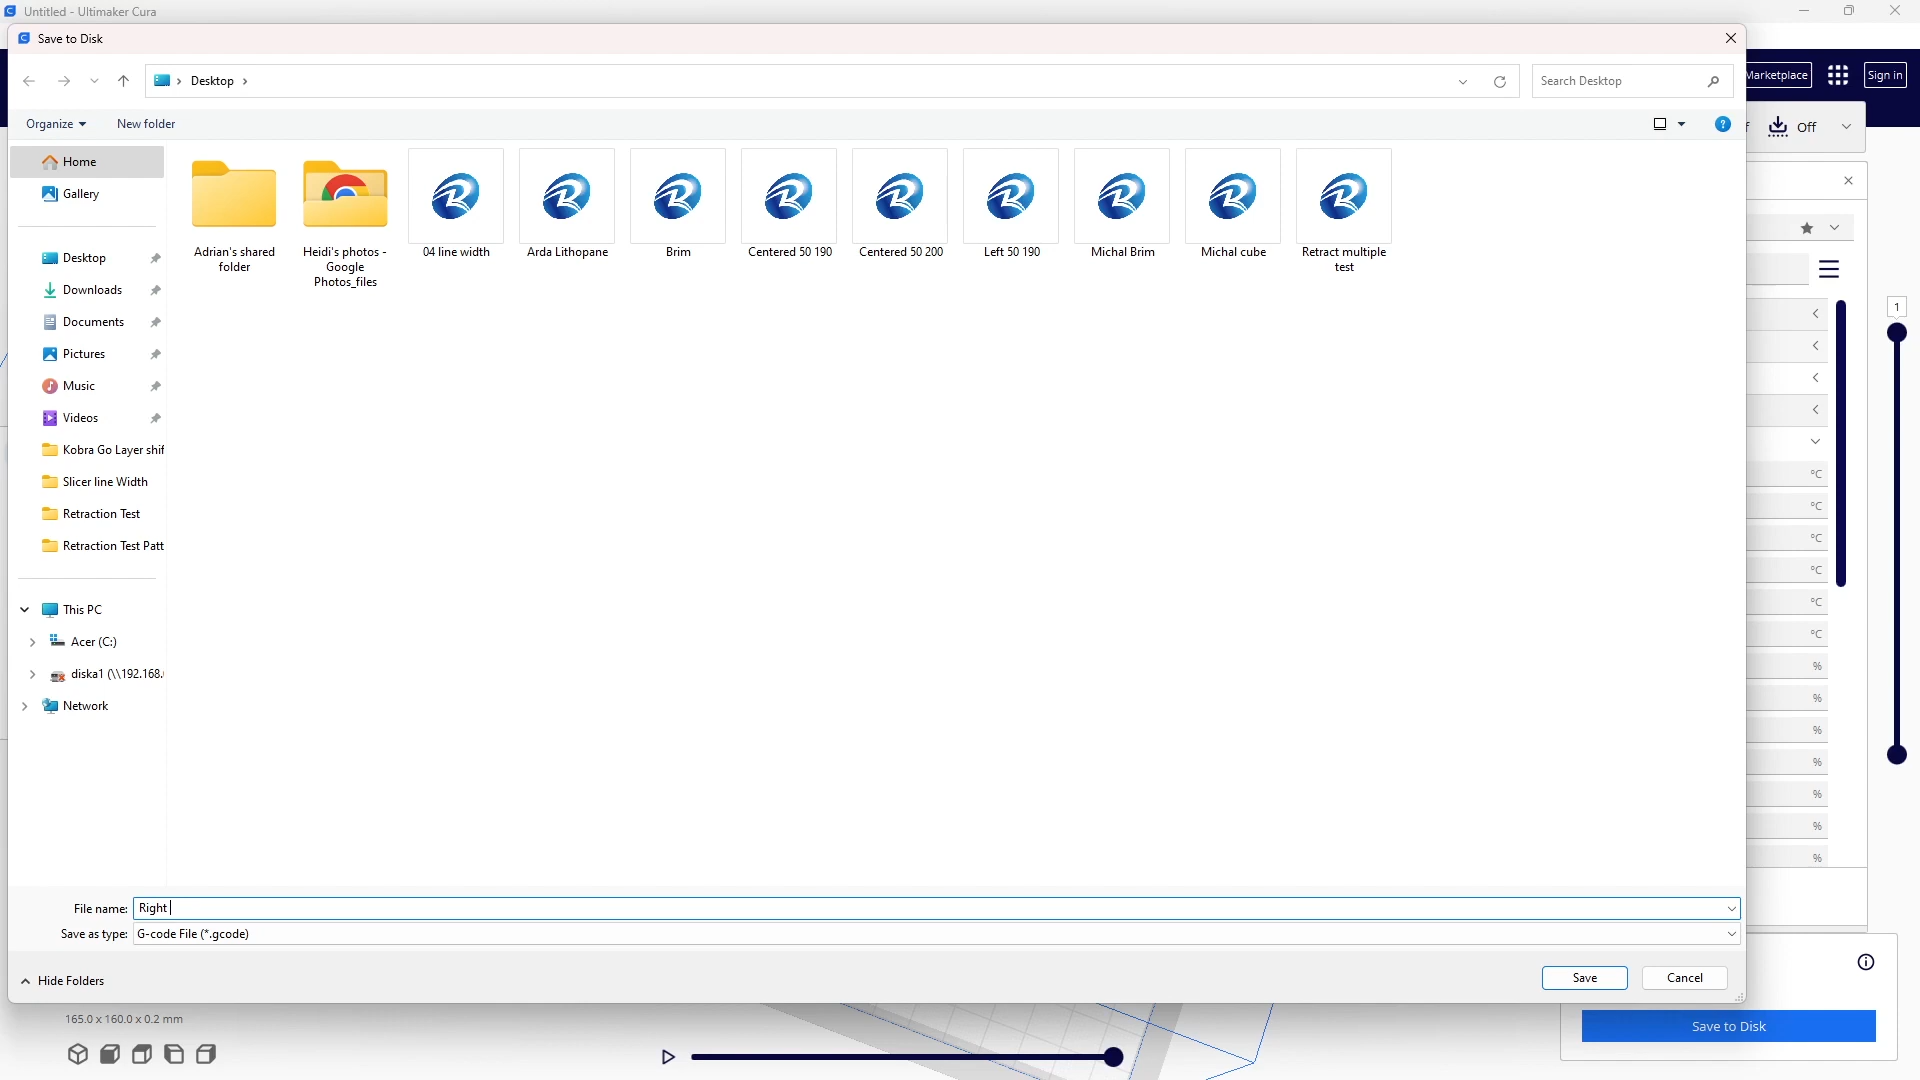 Untitled - Ultimaker Cura
Save to Disk
Desktop
Search Desktop
Marketplace
Sign in
Organize
New folder
?
Off
Home
Gallery
Desktop
Downloads
Documents
Pictures
Music
Videos
Kobra Go Layer shif
Slicer line Width
Retraction Test
Retraction Test Patt
This PC
Acer (C:)
diska1 (\\192.168.
Network
Adrian's shared
folder
Heidi's photos -
Google
Photos_files
04 line width
Arda Lithopane
Brim
Centered 50 190
Centered 50 200
Left 50 190
Michal Brim
Michal cube
Retract multiple
test
1
°C
°C
°C
°C
°C
°C
%
%
%
%
%
%
%
File name: Right
Save as type: G-code File (*.gcode)
Hide Folders
Save
Cancel
165.0 x 160.0 x 0.2 mm
Save to Disk